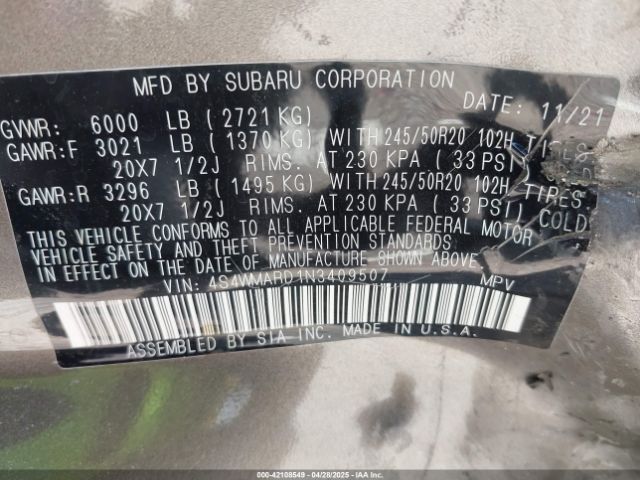 MFD BY SUBARU CORPORATION
DATE: 11/21
GVWR: 6000 LB (2721 KG)
GAWR:F 3021 LB (1370 KG) WITH 245/50R20 102H TIRES
20X7 1/2J RIMS. AT 230 KPA (33 PSI)
GAWR:R 3296 LB (1495 KG) WITH 245/50R20 102H TIRES
20X7 1/2J RIMS. AT 230 KPA (33 PSI) COLD
THIS VEHICLE CONFORMS TO ALL APPLICABLE FEDERAL MOTOR
VEHICLE SAFETY AND THEFT PREVENTION STANDARDS
IN EFFECT ON THE DATE OF MANUFACTURE SHOWN ABOVE.
VIN: 4S4WMARD1N3409507 MPV
ASSEMBLED BY SIA INC. MADE IN U.S.A.
000-42108549 - 04/28/2025 - IAAI.COM